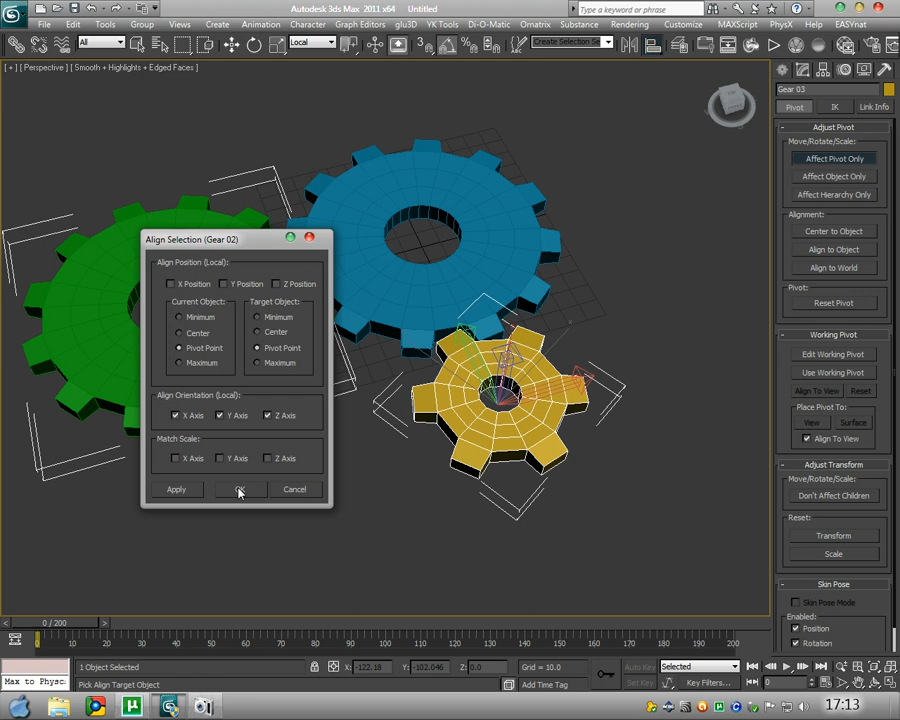 Autodesk 3ds Max 2011 x64 Untitled
Type a keyword or phrase
File Edit Tools Group Views Create Animation Graph Editors glu3D YK Tools Di-O-Matic Ornatrix Substance Rendering Customize MAXScript PhysX Help EASYnat
All
Local
Create Selection Se
[ + ] [ Perspective ] [ Smooth + Highlights + Edged Faces ]
Gear 03
Pivot IK Link Info
Adjust Pivot
Move/Rotate/Scale:
Affect Pivot Only
Affect Object Only
Affect Hierarchy Only
Alignment:
Center to Object
Align to Object
Align to World
Pivot:
Reset Pivot
Working Pivot
Edit Working Pivot
Use Working Pivot
Align To View Reset
Place Pivot To:
View Surface
Align To View
Adjust Transform
Move/Rotate/Scale:
Don't Affect Children
Reset:
Transform
Scale
Skin Pose
Skin Pose Mode
Enabled:
Position
Rotation
Align Selection (Gear 02)
Align Position (Local):
X Position Y Position Z Position
Current Object: Target Object:
Minimum Minimum
Center Center
Pivot Point Pivot Point
Maximum Maximum
Align Orientation (Local):
X Axis Y Axis Z Axis
Match Scale:
X Axis Y Axis Z Axis
Apply OK Cancel
0 / 200
0 10 20 30 40 50 60 70 80 90 100 110 120 130 140 150 160 170 180 190 200
1 Object Selected X: -122.18 Y: -102.046 Z: 0.0 Grid = 10.0 Auto Key Selected
Max to Physc: Pick Align Target Object Add Time Tag Set Key Key Filters... 0
17:13